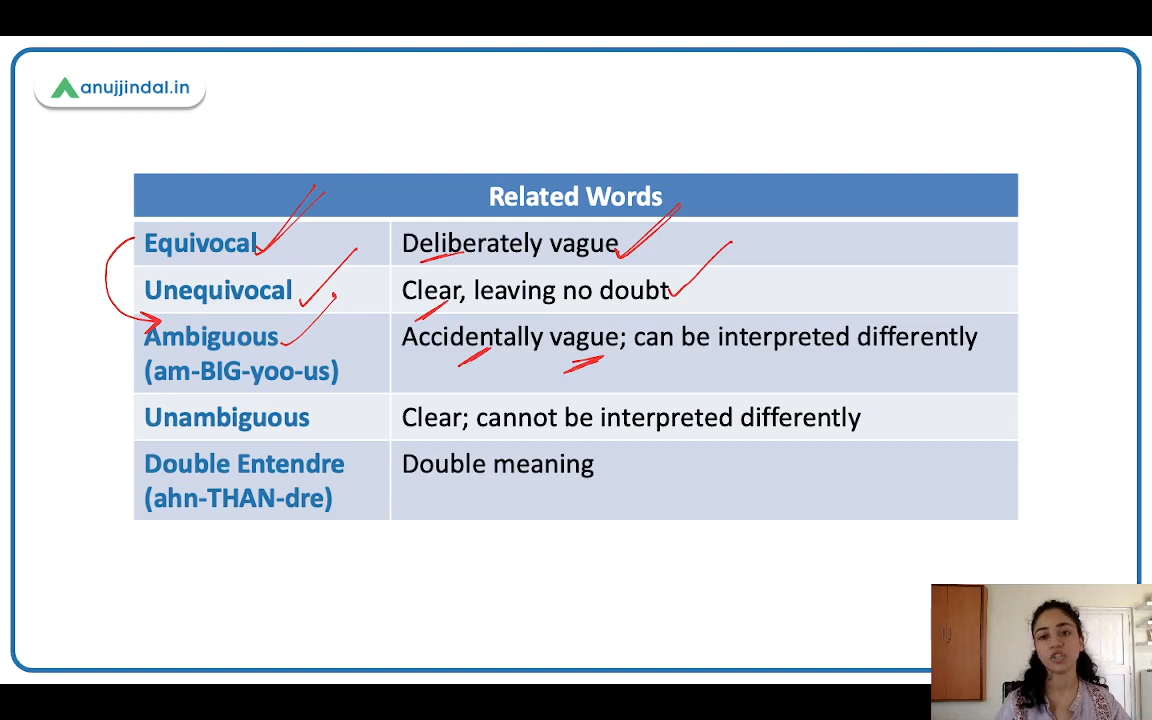 anujjindal.in
Related Words
Equivocal Deliberately vague
Unequivocal Clear, leaving no doubt
Ambiguous Accidentally vague; can be interpreted differently
(am-BIG-yoo-us)
Unambiguous Clear; cannot be interpreted differently
Double Entendre Double meaning
(ahn-THAN-dre)